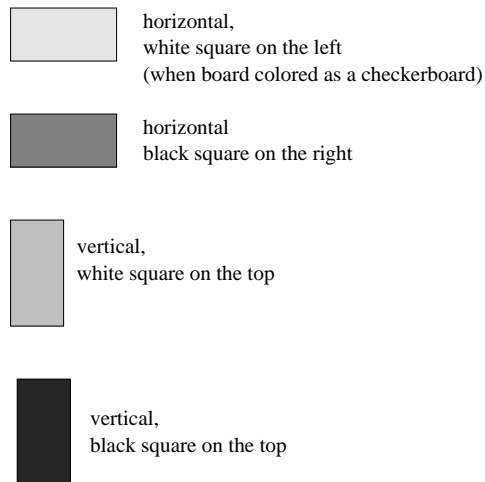 horizontal,
white square on the left
(when board colored as a checkerboard)
horizontal
black square on the right
vertical,
white square on the top
vertical,
black square on the top